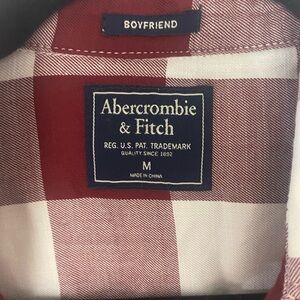 BOYFRIEND
Abercrombie
& Fitch
REG. U.S. PAT. TRADEMARK
QUALITY SINCE 1892
M
MADE IN CHINA